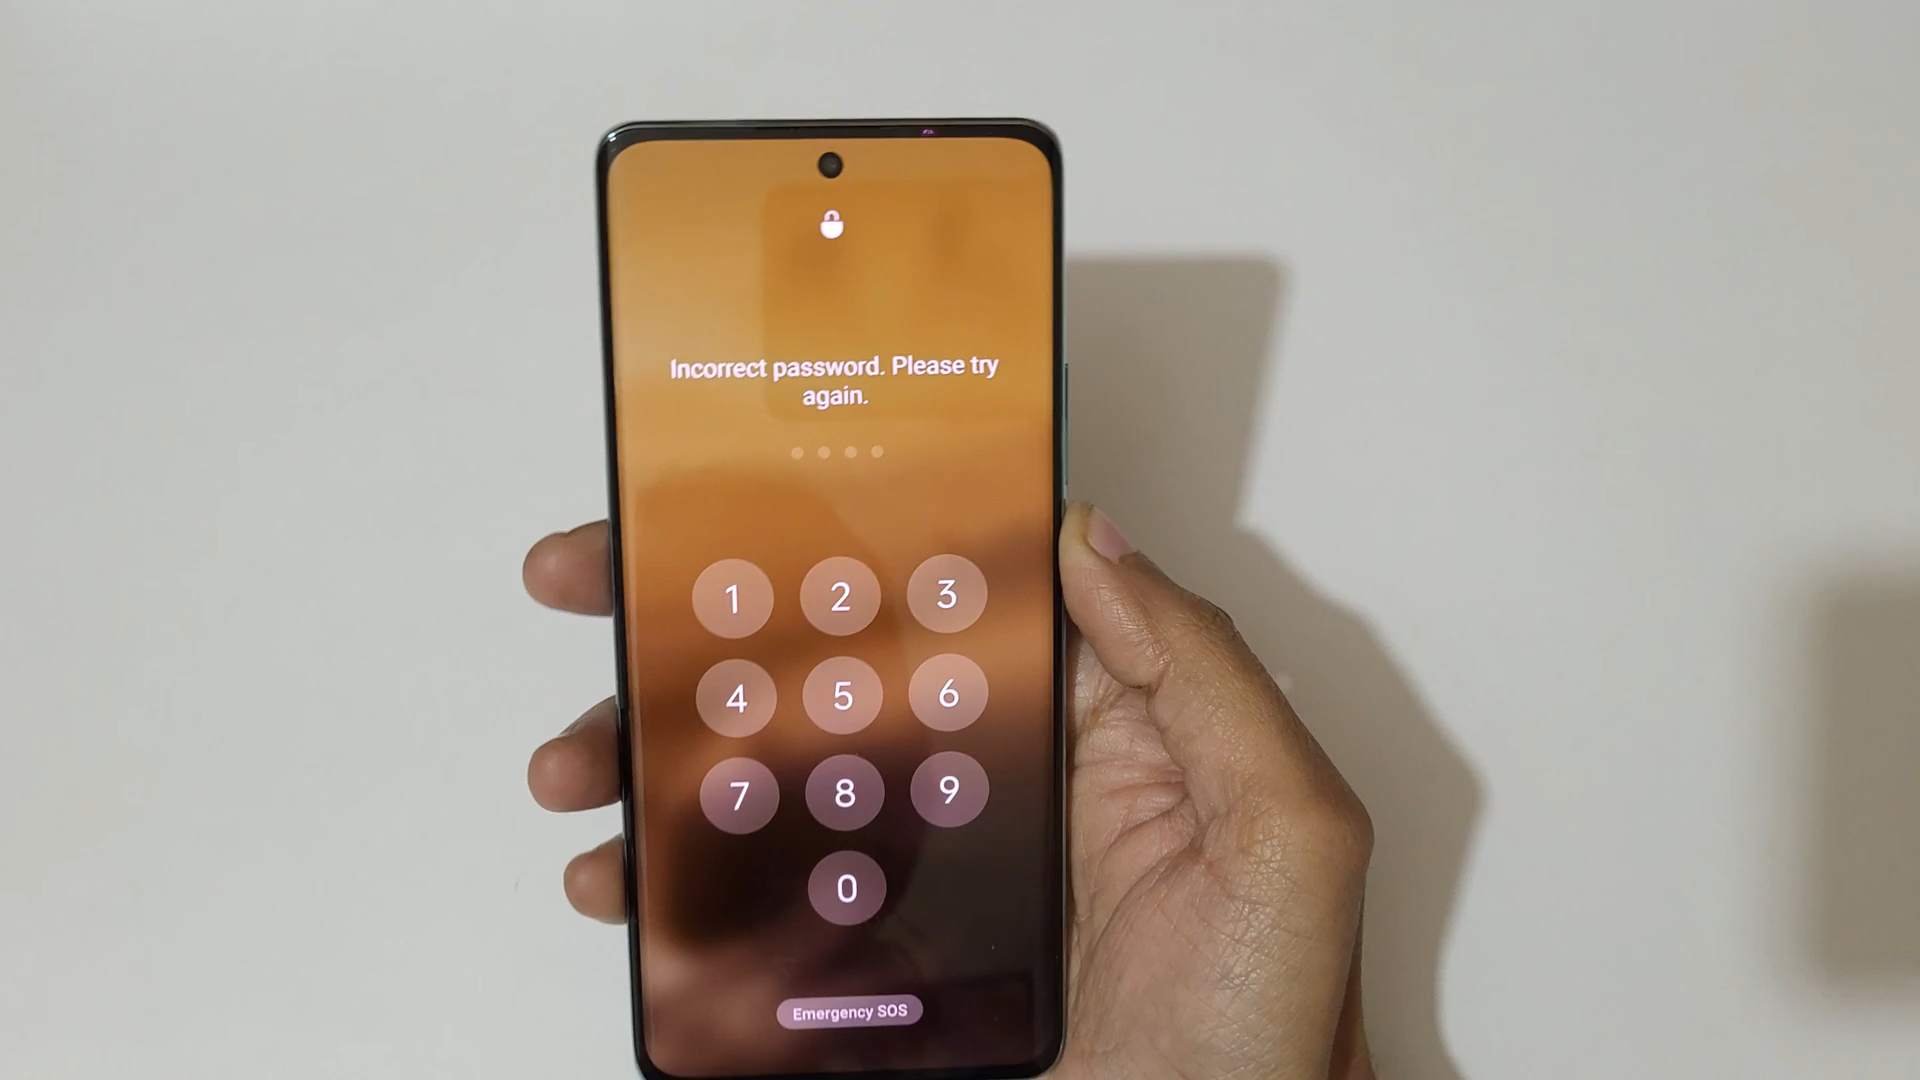 Incorrect password. Please try
again.
1 2 3
4 5 6
7 8 9
0
Emergency SOS